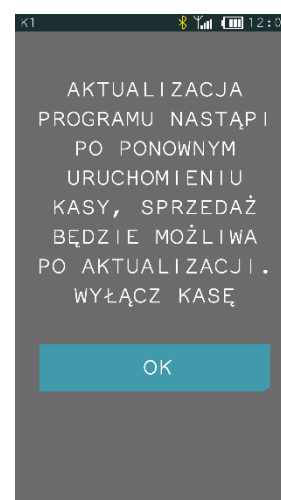 K1 12:0
AKTUALIZACJA
PROGRAMU NASTĄPI
PO PONOWNYM
URUCHOMIENIU
KASY, SPRZEDAŻ
BĘDZIE MOŻLIWA
PO AKTUALIZACJI.
WYŁĄCZ KASĘ
OK